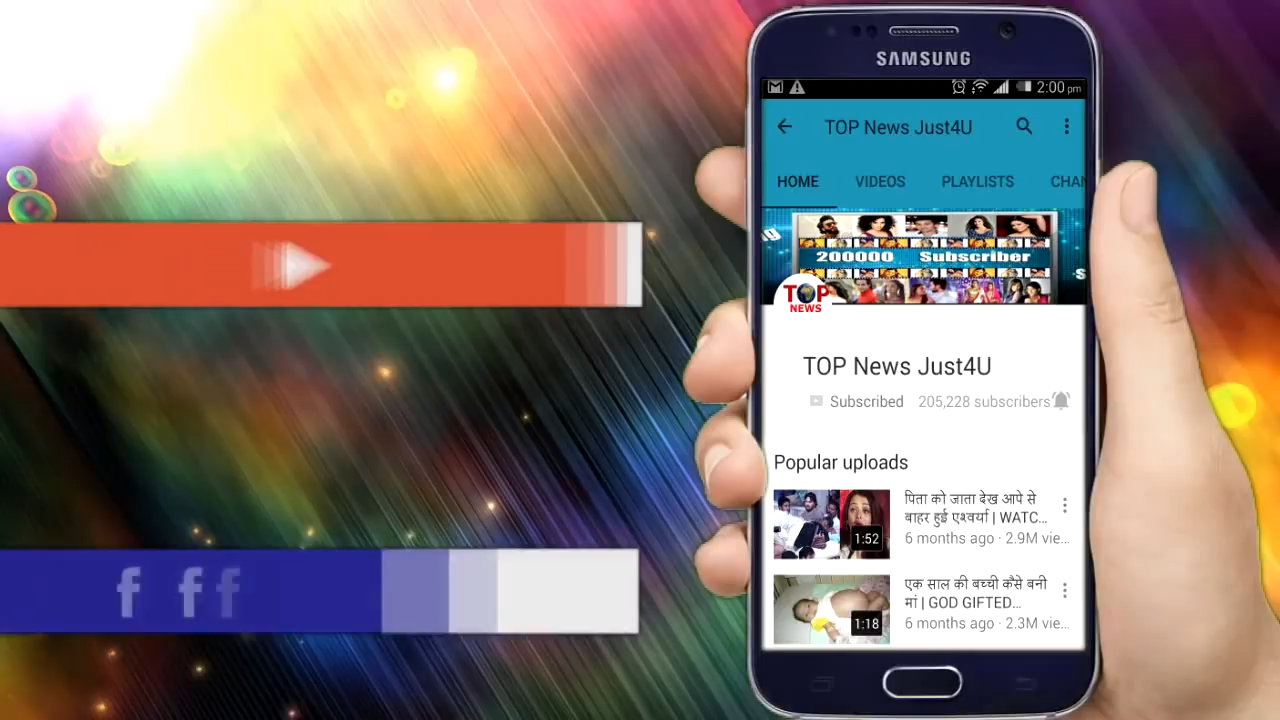 SAMSUNG
2:00 pm
TOP News Just4U
HOME VIDEOS PLAYLISTS CHAN
200000 Subscriber
TOP
NEWS
TOP News Just4U
Subscribed 205,228 subscribers
Popular uploads
पिता को जाता देख आपे से
बाहर हुई एश्वर्या | WATC...
1:52
6 months ago · 2.9M vie...
एक साल की बच्ची कैसे बनी
मां | GOD GIFTED...
1:18
6 months ago · 2.3M vie...
f f f